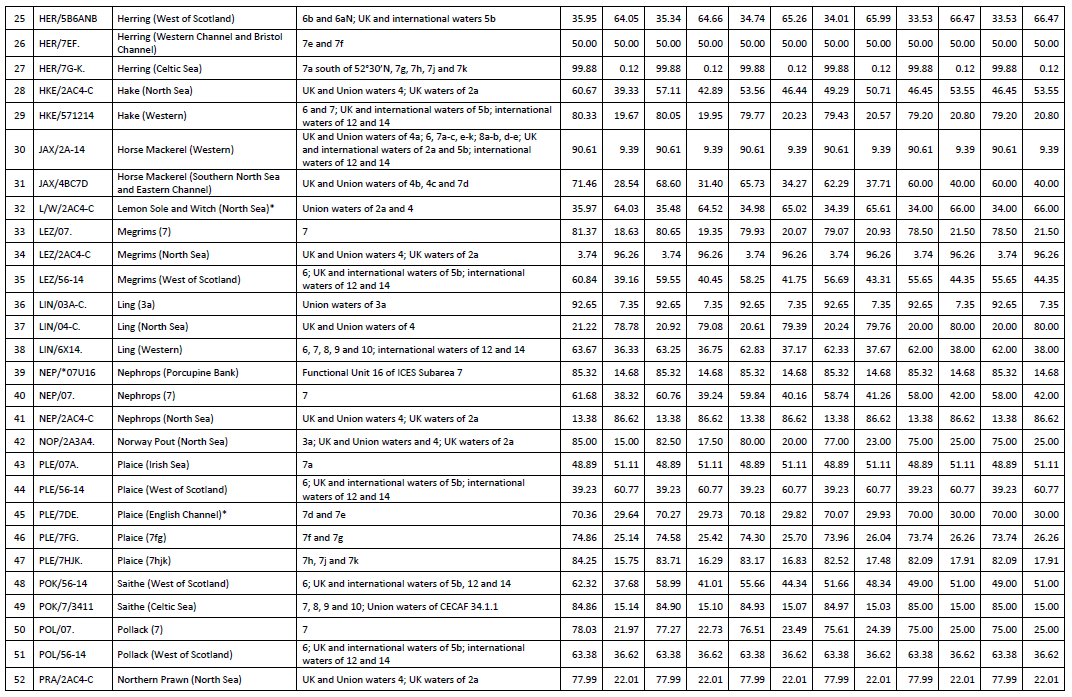 25 HER/5B6ANB Herring (West of Scotland) 6b and 6aN; UK and international waters 5b 35.95 64.05 35.34 64.66 34.74 65.26 34.01 65.99 33.53 66.47 33.53 66.47
26 HER/7EF. Herring (Western Channel and Bristol
Channel) 7e and 7f 50.00 50.00 50.00 50.00 50.00 50.00 50.00 50.00 50.00 50.00 50.00 50.00
27 HER/7G-K. Herring (Celtic Sea) 7a south of 52°30'N, 7g, 7h, 7j and 7k 99.88 0.12 99.88 0.12 99.88 0.12 99.88 0.12 99.88 0.12 99.88 0.12
28 HKE/2AC4-C Hake (North Sea) UK and Union waters 4; UK waters of 2a 60.67 39.33 57.11 42.89 53.56 46.44 49.29 50.71 46.45 53.55 46.45 53.55
29 HKE/571214 Hake (Western) 6 and 7; UK and international waters of 5b; international
waters of 12 and 14 80.33 19.67 80.05 19.95 79.77 20.23 79.43 20.57 79.20 20.80 79.20 20.80
30 JAX/2A-14 Horse Mackerel (Western) UK and Union waters of 4a; 6, 7a-c, e-k; 8a-b, d-e; UK
and international waters of 2a and 5b; international
waters of 12 and 14 90.61 9.39 90.61 9.39 90.61 9.39 90.61 9.39 90.61 9.39 90.61 9.39
31 JAX/4BC7D Horse Mackerel (Southern North Sea
and Eastern Channel) UK and Union waters of 4b, 4c and 7d 71.46 28.54 68.60 31.40 65.73 34.27 62.29 37.71 60.00 40.00 60.00 40.00
32 L/W/2AC4-C Lemon Sole and Witch (North Sea)* Union waters of 2a and 4 35.97 64.03 35.48 64.52 34.98 65.02 34.39 65.61 34.00 66.00 34.00 66.00
33 LEZ/07. Megrims (7) 7 81.37 18.63 80.65 19.35 79.93 20.07 79.07 20.93 78.50 21.50 78.50 21.50
34 LEZ/2AC4-C Megrims (North Sea) UK and Union waters 4; UK waters of 2a 3.74 96.26 3.74 96.26 3.74 96.26 3.74 96.26 3.74 96.26 3.74 96.26
35 LEZ/56-14 Megrims (West of Scotland) 6; UK and international waters of 5b; international
waters of 12 and 14 60.84 39.16 59.55 40.45 58.25 41.75 56.69 43.31 55.65 44.35 55.65 44.35
36 LIN/03A-C. Ling (3a) Union waters of 3a 92.65 7.35 92.65 7.35 92.65 7.35 92.65 7.35 92.65 7.35 92.65 7.35
37 LIN/04-C. Ling (North Sea) UK and Union waters of 4 21.22 78.78 20.92 79.08 20.61 79.39 20.24 79.76 20.00 80.00 20.00 80.00
38 LIN/6X14. Ling (Western) 6, 7, 8, 9 and 10; international waters of 12 and 14 63.67 36.33 63.25 36.75 62.83 37.17 62.33 37.67 62.00 38.00 62.00 38.00
39 NEP/*07U16 Nephrops (Porcupine Bank) Functional Unit 16 of ICES Subarea 7 85.32 14.68 85.32 14.68 85.32 14.68 85.32 14.68 85.32 14.68 85.32 14.68
40 NEP/07. Nephrops (7) 7 61.68 38.32 60.76 39.24 59.84 40.16 58.74 41.26 58.00 42.00 58.00 42.00
41 NEP/2AC4-C Nephrops (North Sea) UK and Union waters 4; UK waters of 2a 13.38 86.62 13.38 86.62 13.38 86.62 13.38 86.62 13.38 86.62 13.38 86.62
42 NOP/2A3A4. Norway Pout (North Sea) 3a; UK and Union waters and 4; UK waters of 2a 85.00 15.00 82.50 17.50 80.00 20.00 77.00 23.00 75.00 25.00 75.00 25.00
43 PLE/07A. Plaice (Irish Sea) 7a 48.89 51.11 48.89 51.11 48.89 51.11 48.89 51.11 48.89 51.11 48.89 51.11
44 PLE/56-14 Plaice (West of Scotland) 6; UK and international waters of 5b; international
waters of 12 and 14 39.23 60.77 39.23 60.77 39.23 60.77 39.23 60.77 39.23 60.77 39.23 60.77
45 PLE/7DE. Plaice (English Channel)* 7d and 7e 70.36 29.64 70.27 29.73 70.18 29.82 70.07 29.93 70.00 30.00 70.00 30.00
46 PLE/7FG. Plaice (7fg) 7f and 7g 74.86 25.14 74.58 25.42 74.30 25.70 73.96 26.04 73.74 26.26 73.74 26.26
47 PLE/7HJK. Plaice (7hjk) 7h, 7j and 7k 84.25 15.75 83.71 16.29 83.17 16.83 82.52 17.48 82.09 17.91 82.09 17.91
48 POK/56-14 Saithe (West of Scotland) 6; UK and international waters of 5b, 12 and 14 62.32 37.68 58.99 41.01 55.66 44.34 51.66 48.34 49.00 51.00 49.00 51.00
49 POK/7/3411 Saithe (Celtic Sea) 7, 8, 9 and 10; Union waters of CECAF 34.1.1 84.86 15.14 84.90 15.10 84.93 15.07 84.97 15.03 85.00 15.00 85.00 15.00
50 POL/07. Pollack (7) 7 78.03 21.97 77.27 22.73 76.51 23.49 75.61 24.39 75.00 25.00 75.00 25.00
51 POL/56-14 Pollack (West of Scotland) 6; UK and international waters of 5b; international
waters of 12 and 14 63.38 36.62 63.38 36.62 63.38 36.62 63.38 36.62 63.38 36.62 63.38 36.62
52 PRA/2AC4-C Northern Prawn (North Sea) UK and Union waters 4; UK waters of 2a 77.99 22.01 77.99 22.01 77.99 22.01 77.99 22.01 77.99 22.01 77.99 22.01